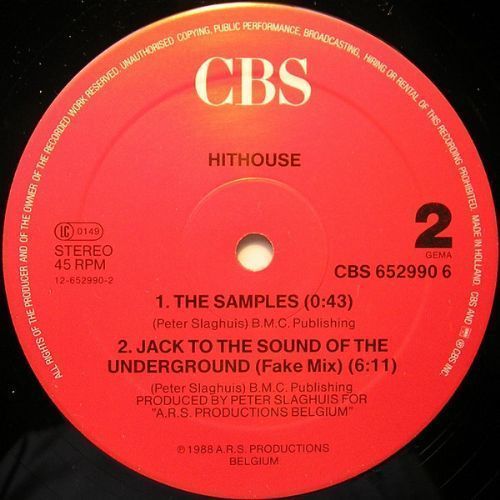 ALL RIGHTS OF THE PRODUCER AND OF THE OWNER OF THE RECORDED WORK RESERVED. UNAUTHORISED COPYING, PUBLIC PERFORMANCE, BROADCASTING, HIRING OR RENTAL OF THIS RECORDING PROHIBITED. MADE IN HOLLAND. CBS AND ℗ © CBS INC.
CBS
HITHOUSE
LC 0149
STEREO
45 RPM
12-652990-2
2
GEMA
CBS 652990 6
1. THE SAMPLES (0:43)
(Peter Slaghuis) B.M.C. Publishing
2. JACK TO THE SOUND OF THE
UNDERGROUND (Fake Mix) (6:11)
(Peter Slaghuis) B.M.C. Publishing
PRODUCED BY PETER SLAGHUIS FOR
"A.R.S. PRODUCTIONS BELGIUM"
℗ 1988 A.R.S. PRODUCTIONS
BELGIUM